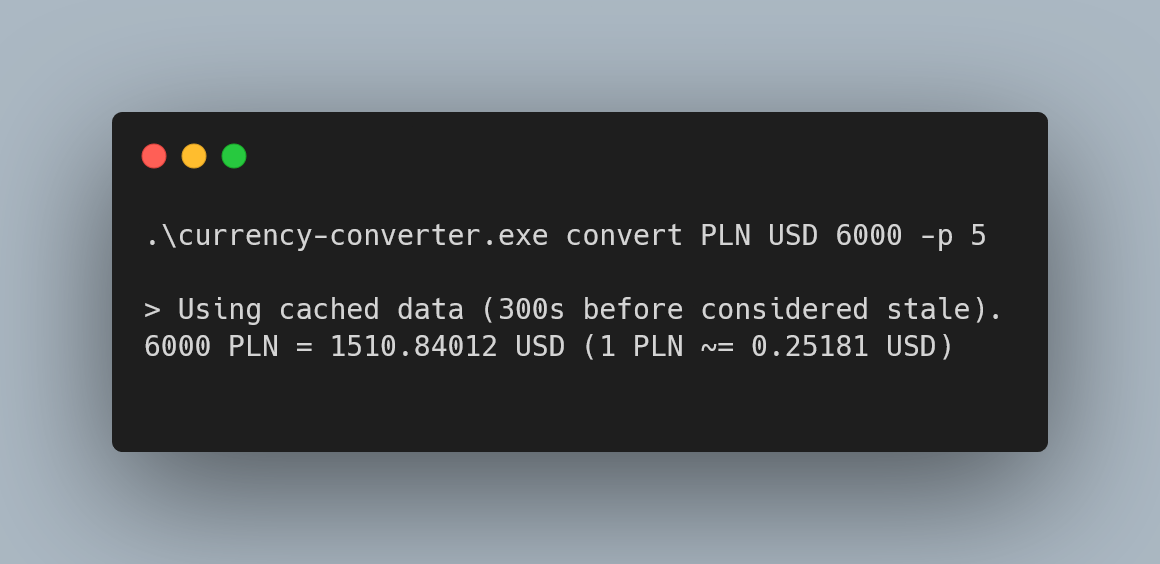 .\currency-converter.exe convert PLN USD 6000 -p 5
> Using cached data (300s before considered stale).
6000 PLN = 1510.84012 USD (1 PLN ~= 0.25181 USD)